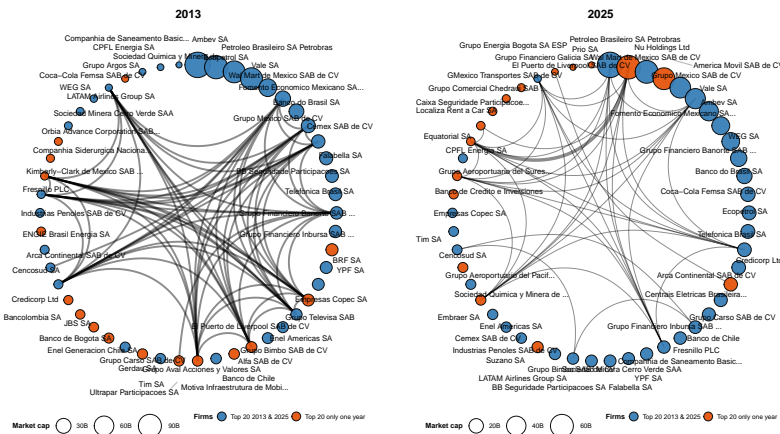 2013
Ambev SA
Companhia de Saneamento Basic...
CPFL Energia SA
Petroleo Brasileiro SA Petrobras
Sociedad Quimica y Minera de
Vale SA
Grupo Argos SA
Wal Mart de Mexico SAB de CV
Coca−Cola Femsa SAB de CV
Fomento Economico Mexicano SA...
WEG SA
LATAM Airlines Group SA
Banco do Brasil SA
Sociedad Minera Cerro Verde SAA
Grupo Mexico SAB de CV
Cemex SAB de CV
Orbia Advance Corporation SAB...
Companhia Siderurgica Naciona...
Falabella SA
Kimberly−Clark de Mexico SAB ...
BB Seguridade Participacoes SA
Fresnillo PLC
Telefonica Brasil SA
Industrias Penoles SAB de CV
Grupo Financiero Banorte SAB ...
ENGIE Brasil Energia SA
Grupo Financiero Inbursa SAB ...
Arca Continental SAB de CV
BRF SA
Cencosud SA
YPF SA
Credicorp Ltd
Empresas Copec SA
Bancolombia SA
Grupo Televisa SAB
JBS SA
El Puerto de Liverpool SAB de CV
Banco de Bogota SA
Enel Americas SA
Enel Generacion Chile SA
Grupo Bimbo SAB de CV
Grupo Carso SAB de CV
Alfa SAB de CV
Gerdau SA
Grupo Aval Acciones y Valores SA
Banco de Chile
Tim SA
Motiva Infraestrutura de Mobi...
Ultrapar Participacoes SA
Market cap
30B
60B
90B
Firms
Top 20 2013 & 2025
Top 20 only one year
2025
Petroleo Brasileiro SA Petrobras
Grupo Energia Bogota SA ESP
Nu Holdings Ltd
Prio SA
Grupo Financiero Galicia SA
Wal Mart de Mexico SAB de CV
El Puerto de Liverpool SAB de CV
America Movil SAB de CV
GMexico Transportes SAB de CV
Grupo Mexico SAB de CV
Grupo Comercial Chedraui SAB
Vale SA
Caixa Seguridade Participacoe...
Ambev SA
Localiza Rent a Car SA
Fomento Economico Mexicano SA...
Equatorial SA
WEG SA
CPFL Energia SA
Grupo Financiero Banorte SAB ...
Grupo Aeroportuario del Sures...
Banco do Brasil SA
Banco de Credito e Inversiones
Coca−Cola Femsa SAB de CV
Empresas Copec SA
Ecopetrol SA
Tim SA
Telefonica Brasil SA
Cencosud SA
Credicorp Ltd
Grupo Aeroportuario del Pacif...
Arca Continental SAB de CV
Sociedad Quimica y Minera de ...
Centrais Eletricas Brasileira...
Embraer SA
Grupo Carso SAB de CV
Enel Americas SA
Grupo Financiero Inbursa SAB ...
Cemex SAB de CV
Banco de Chile
Industrias Penoles SAB de CV
Fresnillo PLC
Suzano SA
Companhia de Saneamento Basic...
Grupo Bimbo SAB de CV
Sociedad Minera Cerro Verde SAA
LATAM Airlines Group SA
YPF SA
BB Seguridade Participacoes SA
Falabella SA
Market cap
20B
40B
60B
Firms
Top 20 2013 & 2025
Top 20 only one year